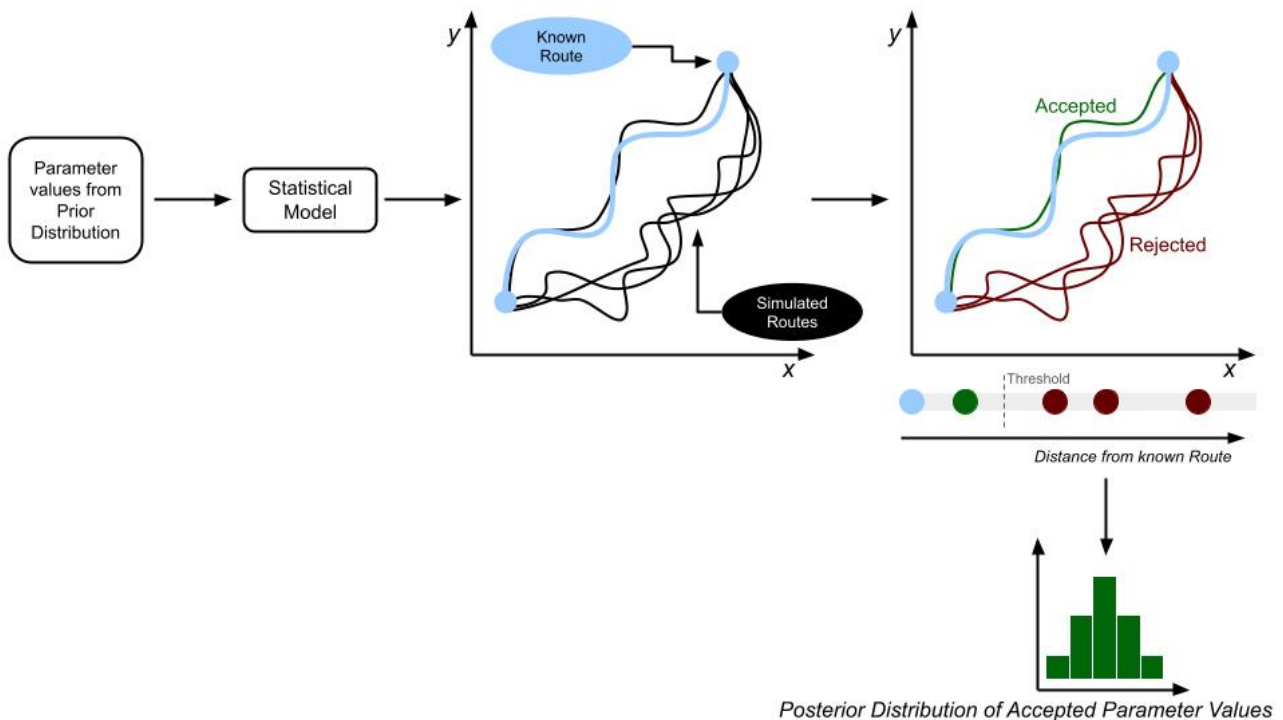 Parameter
values from
Prior
Distribution
Statistical
Model
y
Known
Route
Simulated
Routes
x
y
Accepted
Rejected
x
Threshold
Distance from known Route
Posterior Distribution of Accepted Parameter Values